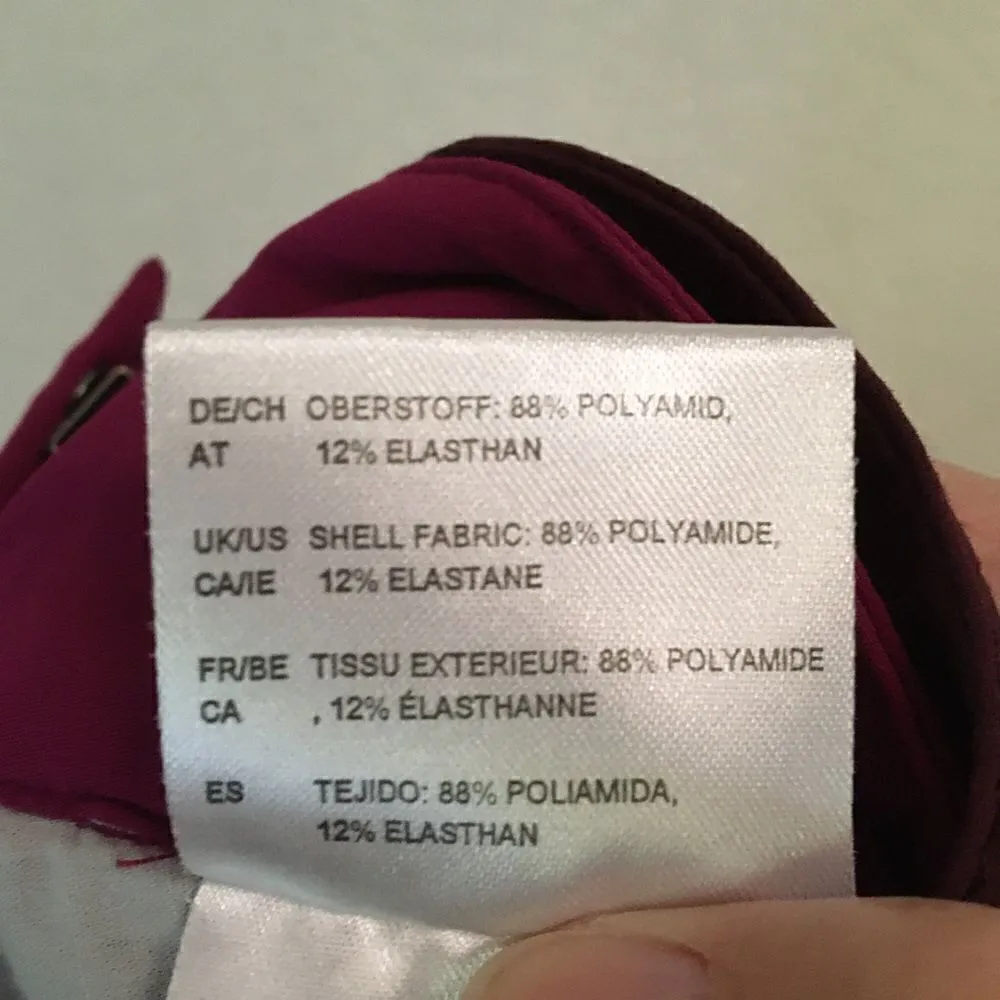 DE/CH OBERSTOFF: 88% POLYAMID,
AT 12% ELASTHAN
UK/US SHELL FABRIC: 88% POLYAMIDE,
CA/IE 12% ELASTANE
FR/BE TISSU EXTERIEUR: 88% POLYAMIDE
CA , 12% ÉLASTHANNE
ES TEJIDO: 88% POLIAMIDA,
12% ELASTHAN